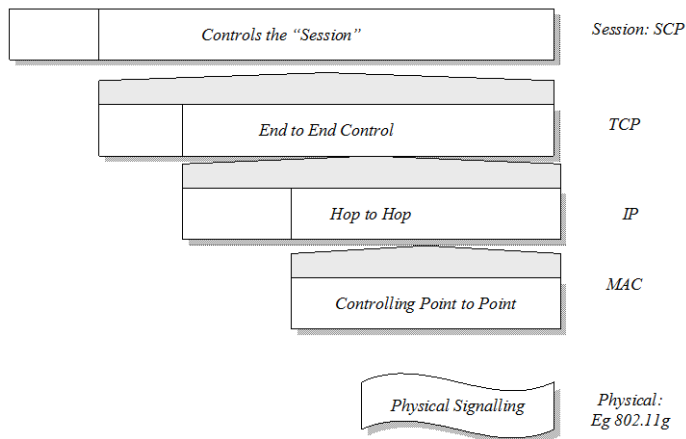 Controls the “Session”
Session: SCP
End to End Control
TCP
Hop to Hop
IP
MAC
Controlling Point to Point
Physical Signalling
Physical:
Eg 802.11g